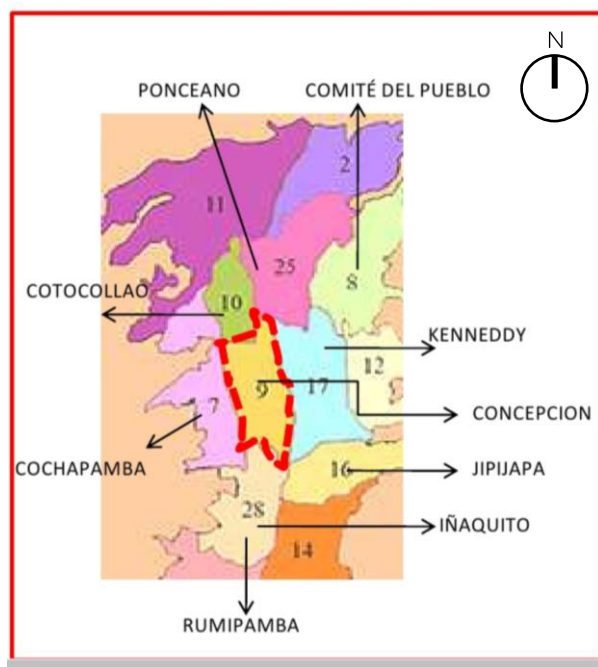 N
PONCEANO
COMITÉ DEL PUEBLO
2
11
25
8
COTOCOLLAO
10
KENNEDDY
12
9
17
7
CONCEPCION
COCHAPAMBA
16
JIPIJAPA
28
IÑAQUITO
14
RUMIPAMBA